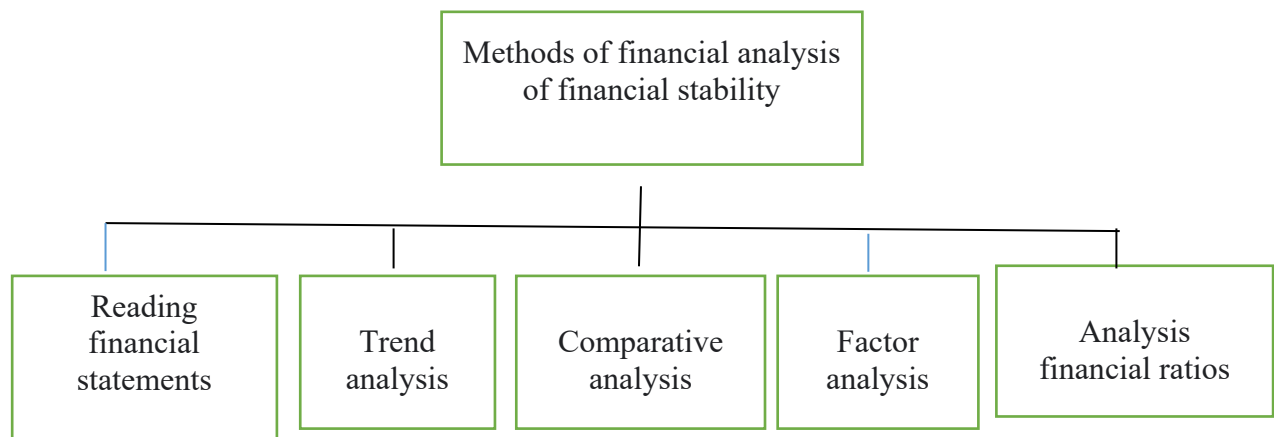 Methods of financial analysis
of financial stability
Reading
financial
statements
Trend
analysis
Comparative
analysis
Factor
analysis
Analysis
financial ratios